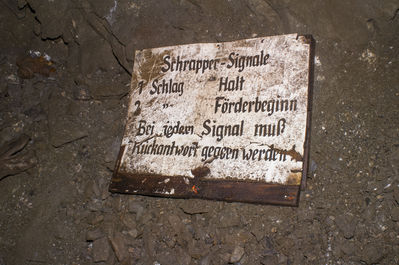 Schrapper-Signale
1 Schlag Halt
2 -"- Förderbeginn
Bei jedem Signal muß
Rückantwort gegeben werden